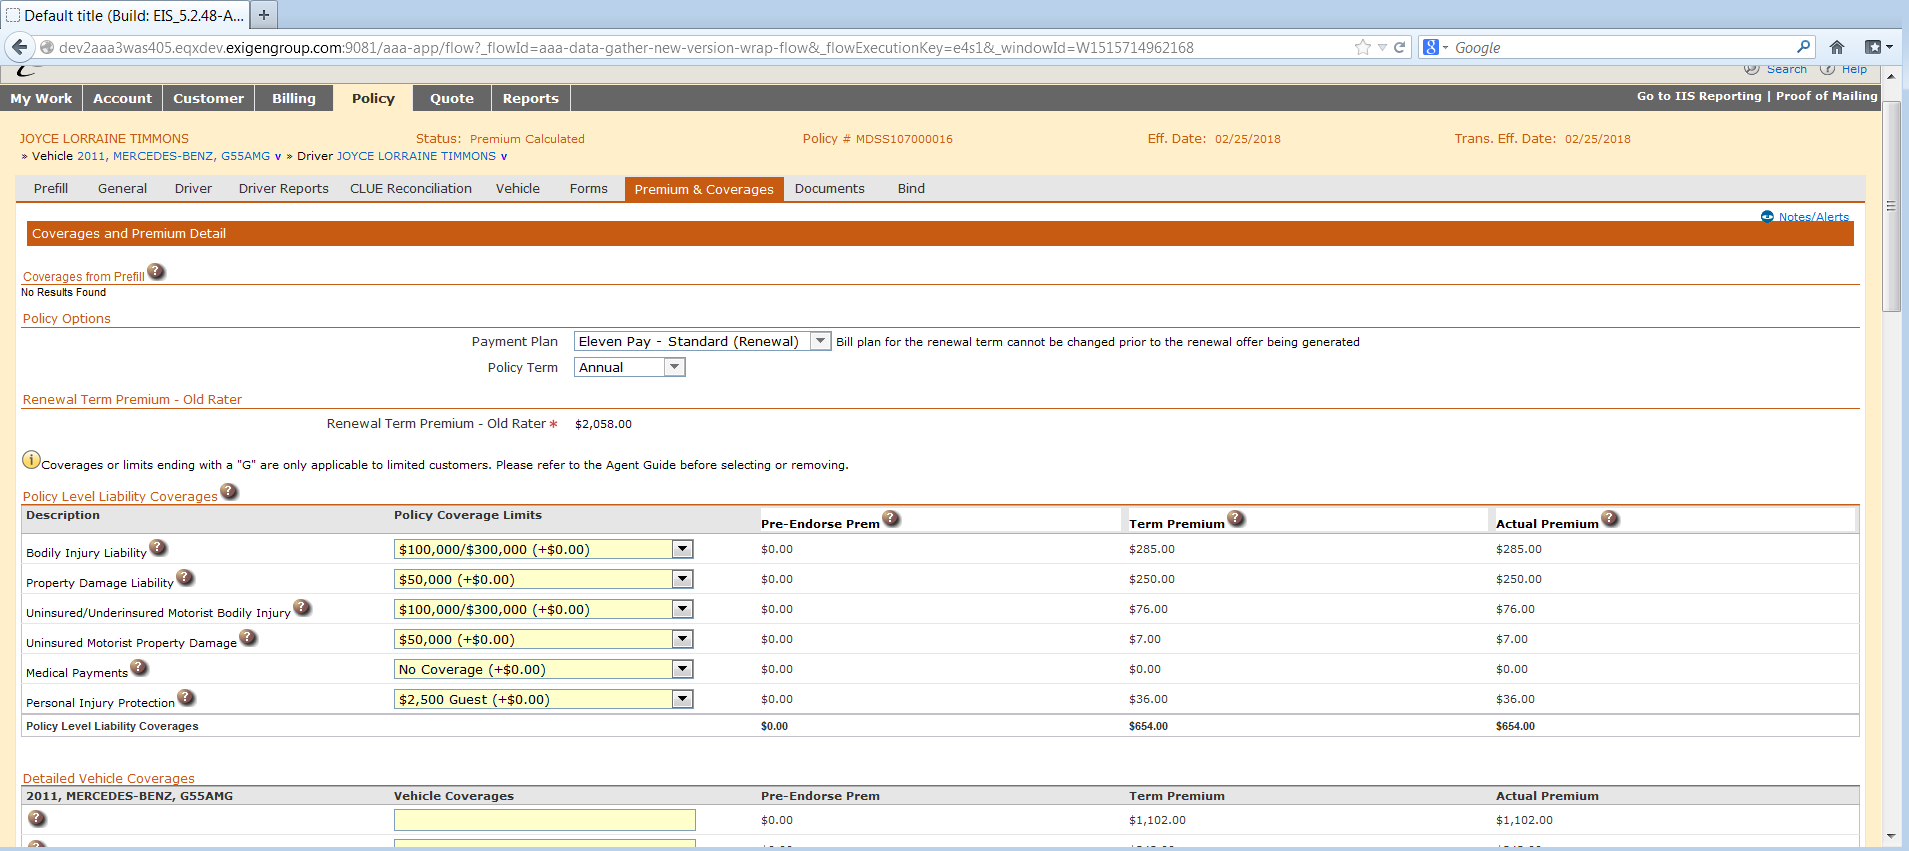 Default title (Build: EIS_5.2.48-A... +
dev2aaa3was405.eqxdev.exigengroup.com:9081/aaa-app/flow?_flowId=aaa-data-gather-new-version-wrap-flow&_flowExecutionKey=e4s1&_windowId=W1515714962168 Google
Search Help
My Work Account Customer Billing Policy Quote Reports Go to IIS Reporting | Proof of Mailing
JOYCE LORRAINE TIMMONS Status: Premium Calculated Policy # MDSS107000016 Eff. Date: 02/25/2018 Trans. Eff. Date: 02/25/2018
» Vehicle 2011, MERCEDES-BENZ, G55AMG v » Driver JOYCE LORRAINE TIMMONS v
Prefill General Driver Driver Reports CLUE Reconciliation Vehicle Forms Premium & Coverages Documents Bind
Notes/Alerts
Coverages and Premium Detail
Coverages from Prefill ?
No Results Found
Policy Options
Payment Plan Eleven Pay - Standard (Renewal) Bill plan for the renewal term cannot be changed prior to the renewal offer being generated
Policy Term Annual
Renewal Term Premium - Old Rater
Renewal Term Premium - Old Rater * $2,058.00
Coverages or limits ending with a "G" are only applicable to limited customers. Please refer to the Agent Guide before selecting or removing.
Policy Level Liability Coverages ?
Description Policy Coverage Limits Pre-Endorse Prem ? Term Premium ? Actual Premium ?
Bodily Injury Liability ? $100,000/$300,000 (+$0.00) $0.00 $285.00 $285.00
Property Damage Liability ? $50,000 (+$0.00) $0.00 $250.00 $250.00
Uninsured/Underinsured Motorist Bodily Injury ? $100,000/$300,000 (+$0.00) $0.00 $76.00 $76.00
Uninsured Motorist Property Damage ? $50,000 (+$0.00) $0.00 $7.00 $7.00
Medical Payments ? No Coverage (+$0.00) $0.00 $0.00 $0.00
Personal Injury Protection ? $2,500 Guest (+$0.00) $0.00 $36.00 $36.00
Policy Level Liability Coverages $0.00 $654.00 $654.00
Detailed Vehicle Coverages
2011, MERCEDES-BENZ, G55AMG Vehicle Coverages Pre-Endorse Prem Term Premium Actual Premium
? $0.00 $1,102.00 $1,102.00